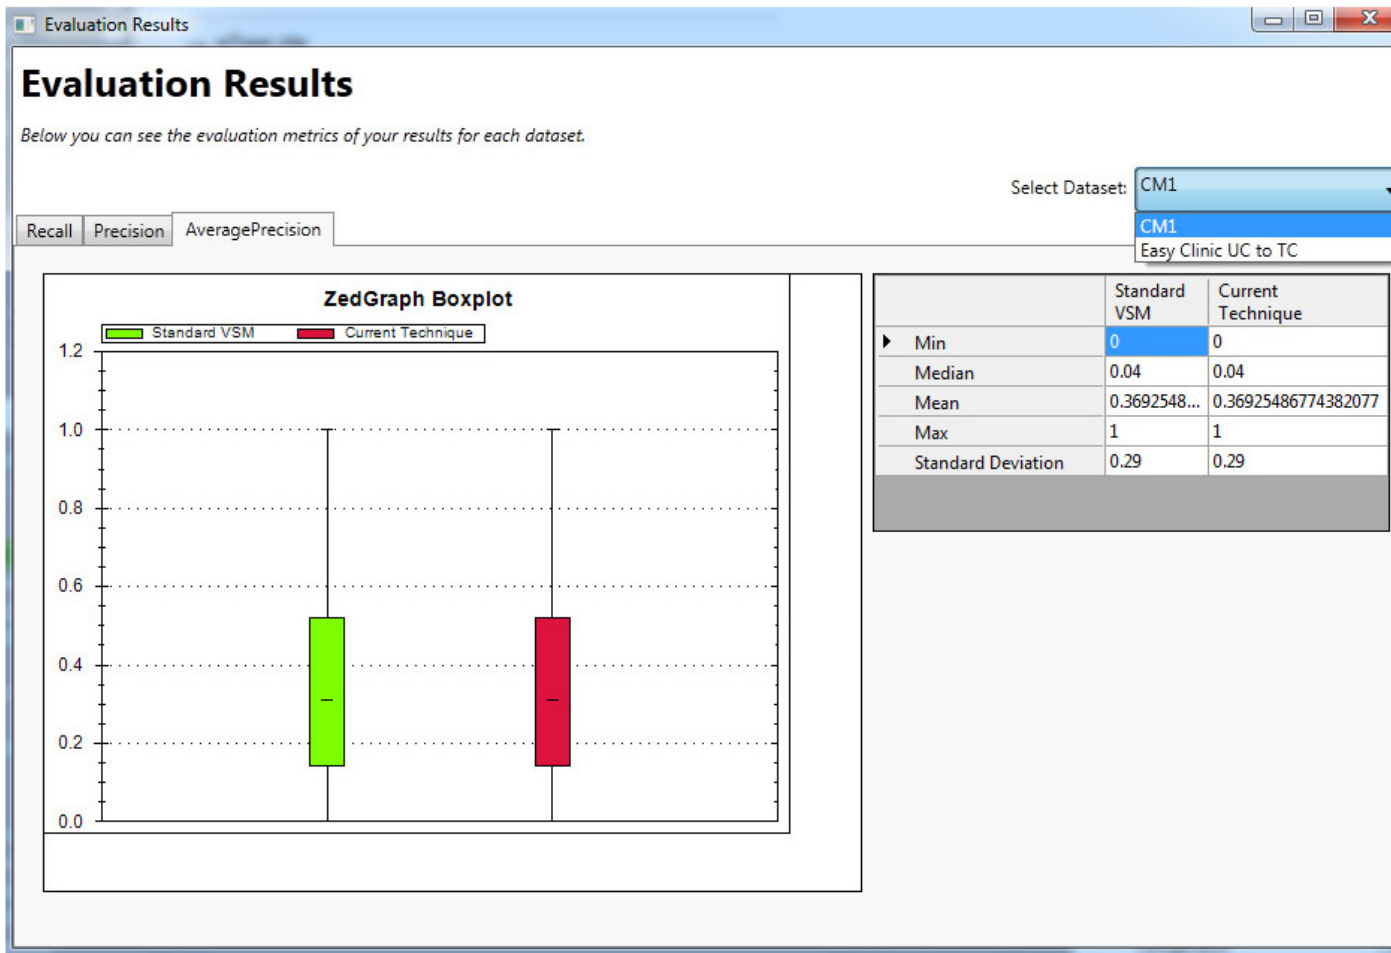 Evaluation Results
Evaluation Results
Below you can see the evaluation metrics of your results for each dataset.
Select Dataset: CM1
CM1
Easy Clinic UC to TC
Recall Precision AveragePrecision
ZedGraph Boxplot
Standard VSM Current Technique
1.2
1.0
0.8
0.6
0.4
0.2
0.0
Standard VSM Current Technique
Min 0 0
Median 0.04 0.04
Mean 0.3692548... 0.36925486774382077
Max 1 1
Standard Deviation 0.29 0.29